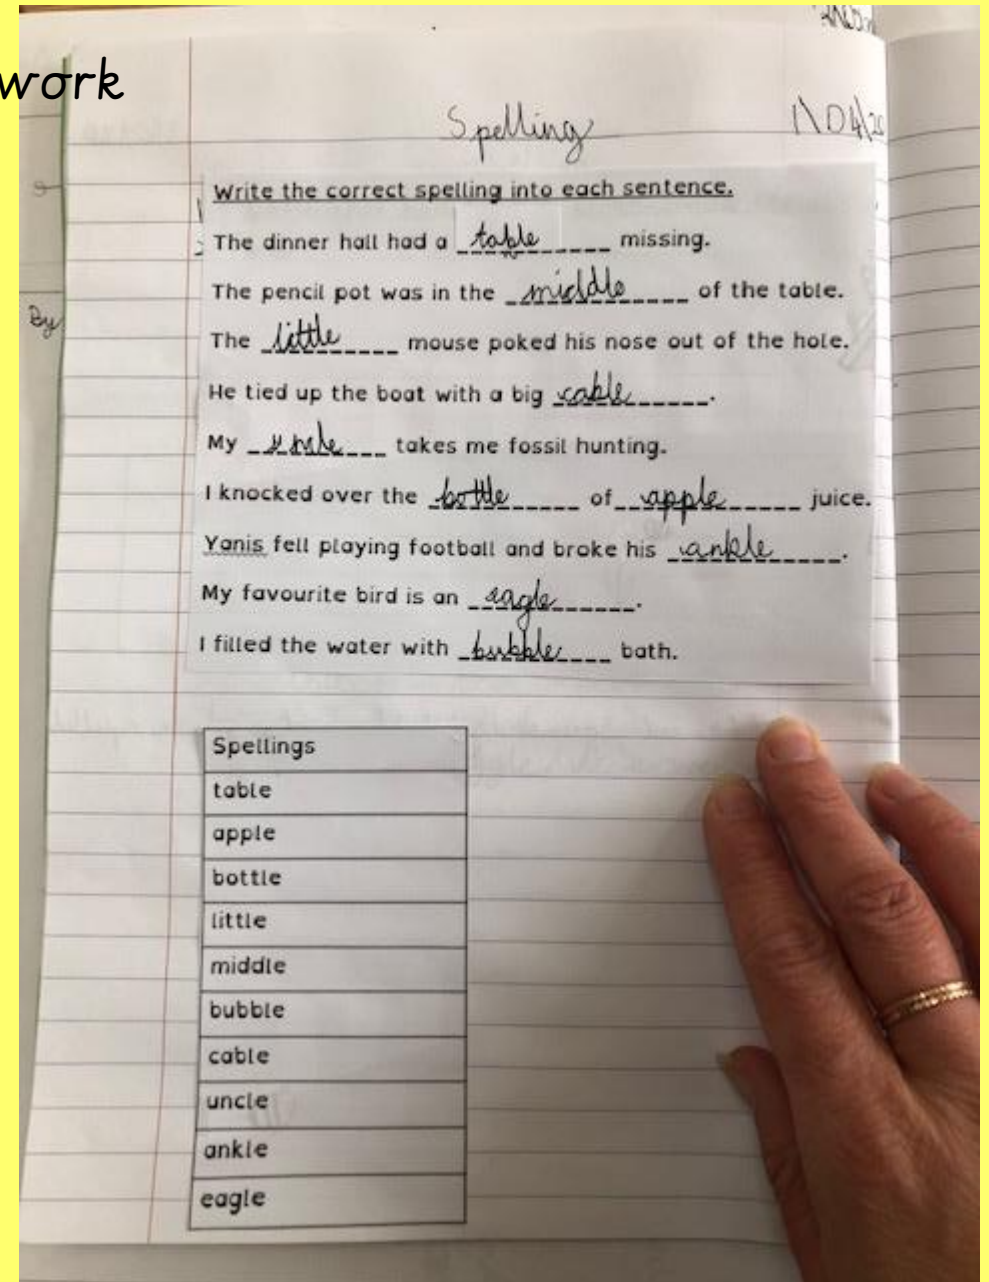 work
Spelling 1\04\20
Write the correct spelling into each sentence.
The dinner hall had a table missing.
The pencil pot was in the middle of the table.
By
The little mouse poked his nose out of the hole.
He tied up the boat with a big cable.
My takes me fossil hunting.
I knocked over the bottle of apple juice.
Yanis fell playing football and broke his ankle.
My favourite bird is an eagle.
I filled the water with bubble bath.
Spellings
table
apple
bottle
little
middle
bubble
cable
uncle
ankle
eagle